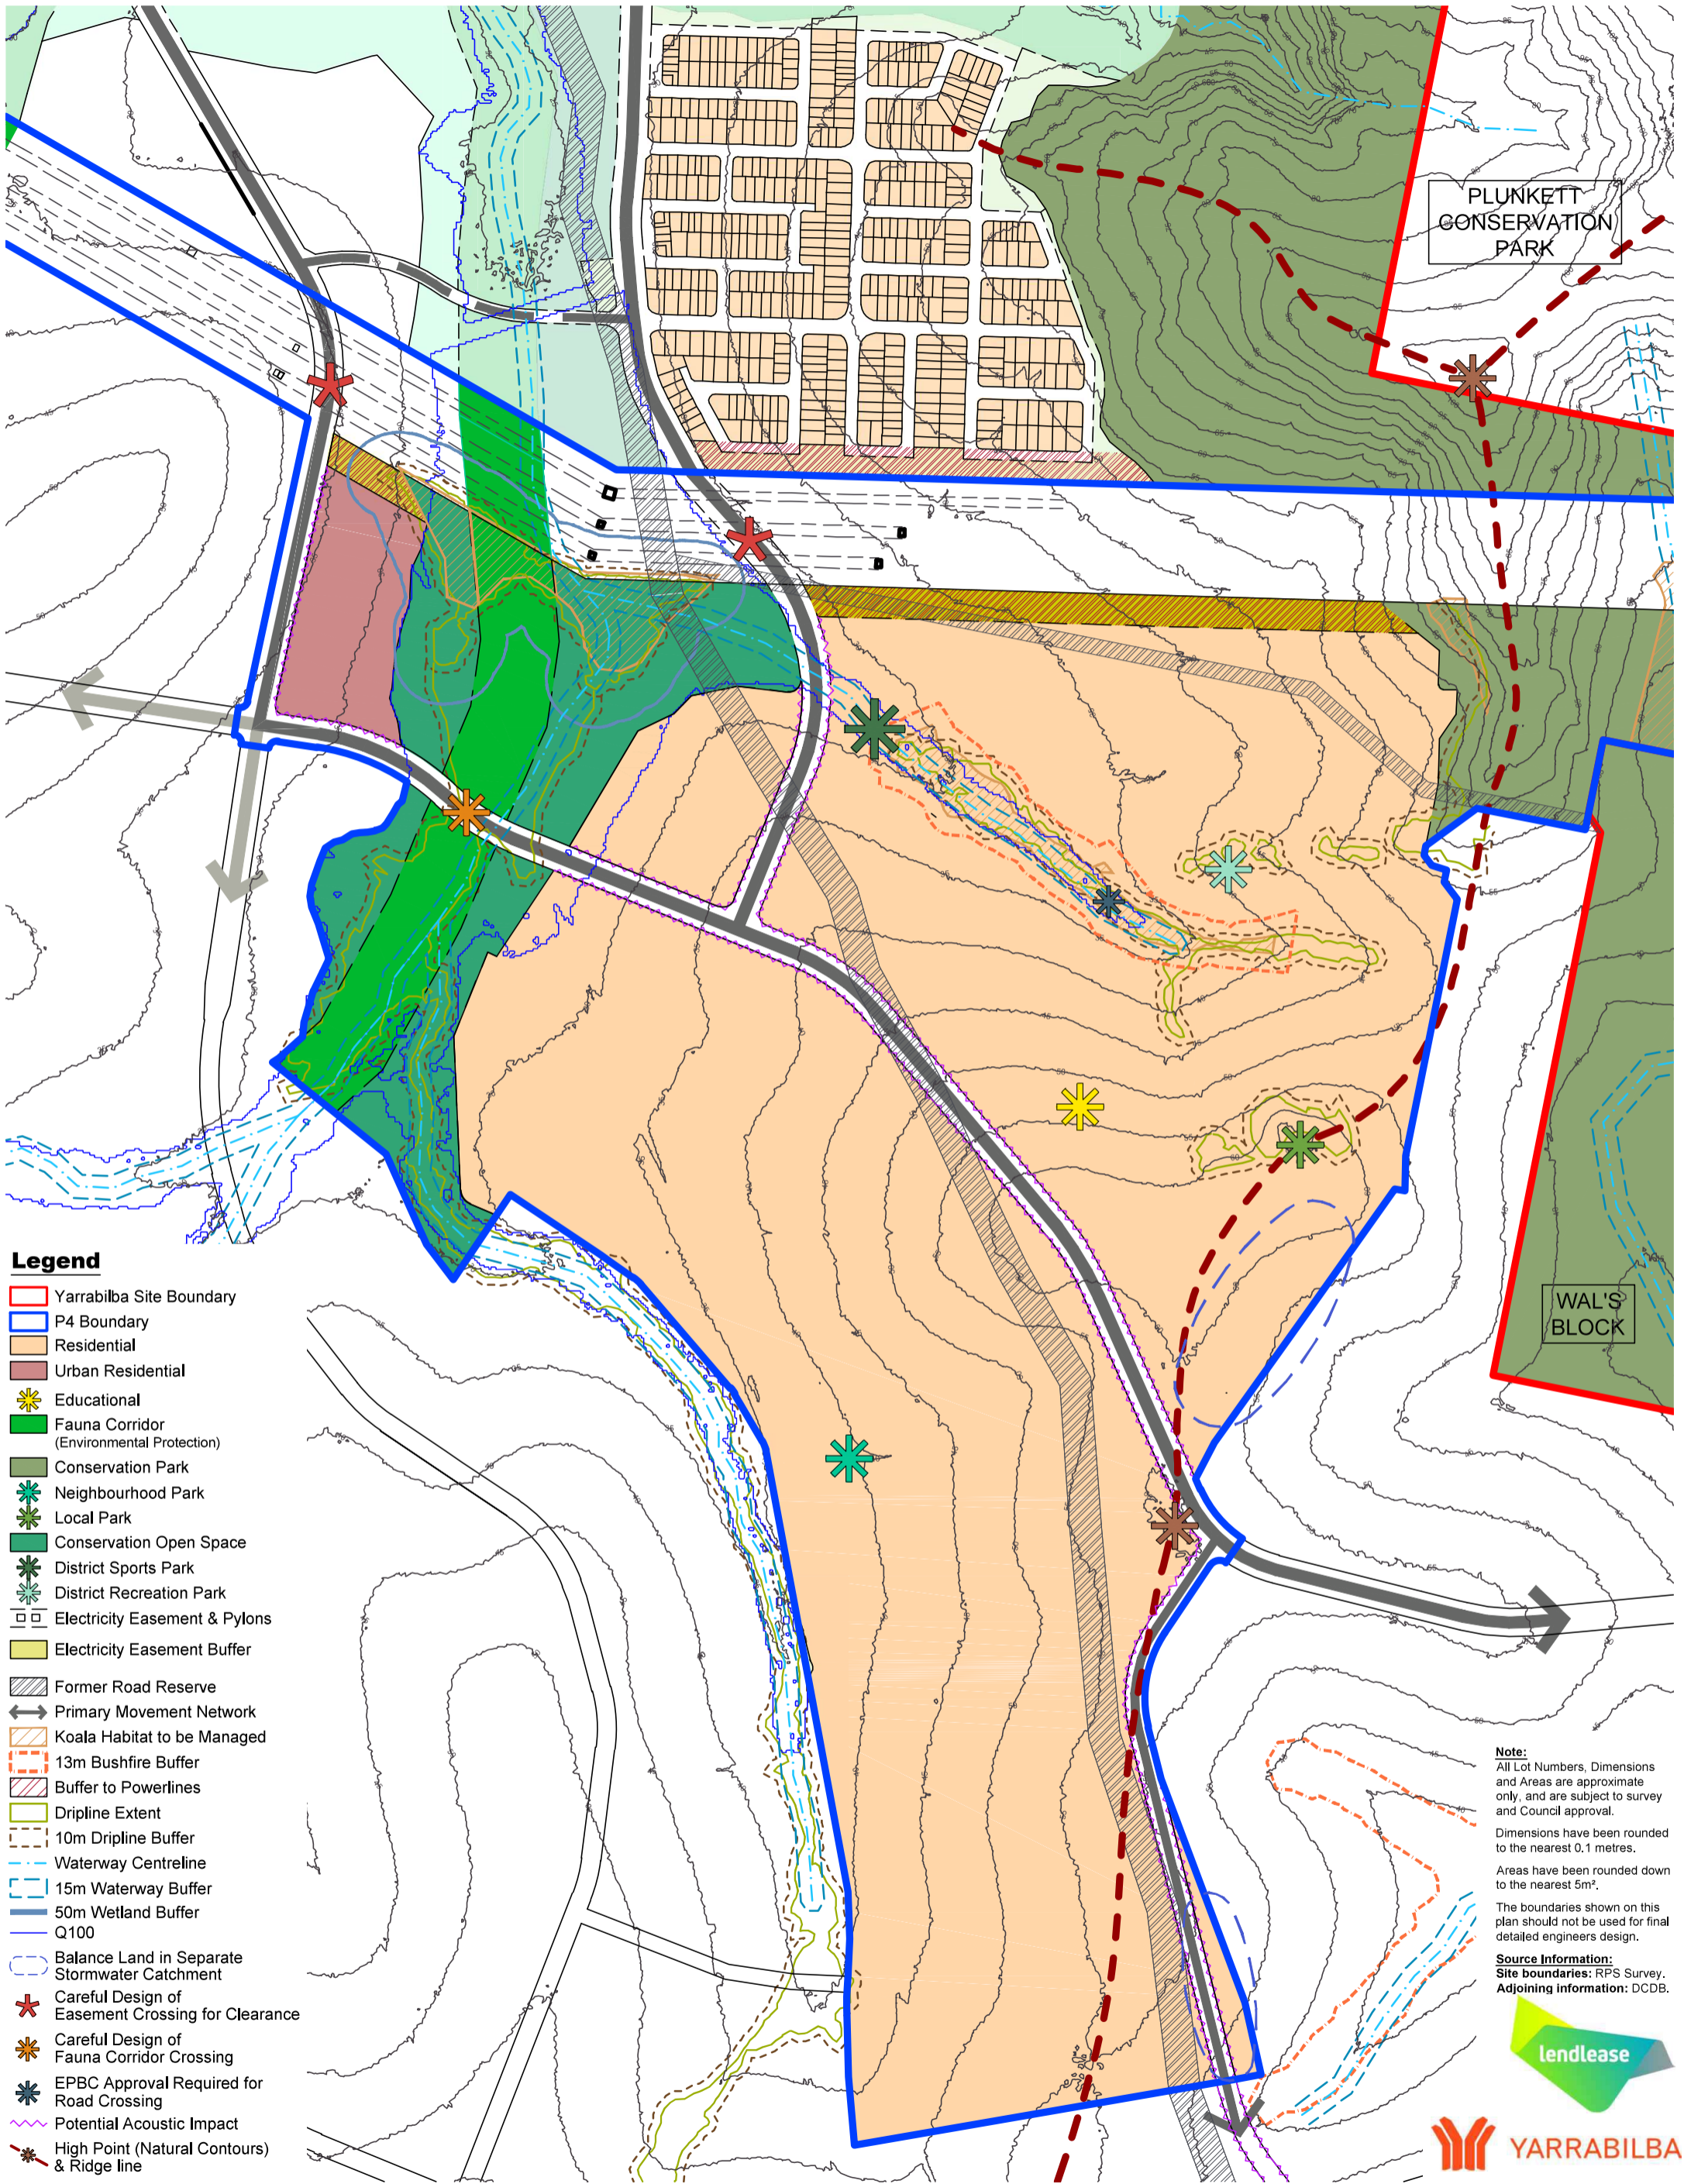 PLUNKETT
CONSERVATION
PARK
WAL'S
BLOCK
Legend
Yarrabilba Site Boundary
P4 Boundary
Residential
Urban Residential
Educational
Fauna Corridor
(Environmental Protection)
Conservation Park
Neighbourhood Park
Local Park
Conservation Open Space
District Sports Park
District Recreation Park
Electricity Easement & Pylons
Electricity Easement Buffer
Former Road Reserve
Primary Movement Network
Koala Habitat to be Managed
13m Bushfire Buffer
Buffer to Powerlines
Dripline Extent
10m Dripline Buffer
Waterway Centreline
15m Waterway Buffer
50m Wetland Buffer
Q100
Balance Land in Separate
Stormwater Catchment
Careful Design of
Easement Crossing for Clearance
Careful Design of
Fauna Corridor Crossing
EPBC Approval Required for
Road Crossing
Potential Acoustic Impact
High Point (Natural Contours)
& Ridge line
Note:
All Lot Numbers, Dimensions
and Areas are approximate
only, and are subject to survey
and Council approval.
Dimensions have been rounded
to the nearest 0.1 metres.
Areas have been rounded down
to the nearest 5m².
The boundaries shown on this
plan should not be used for final
detailed engineers design.
Source Information:
Site boundaries: RPS Survey.
Adjoining information: DCDB.
lendlease
YARRABILBA